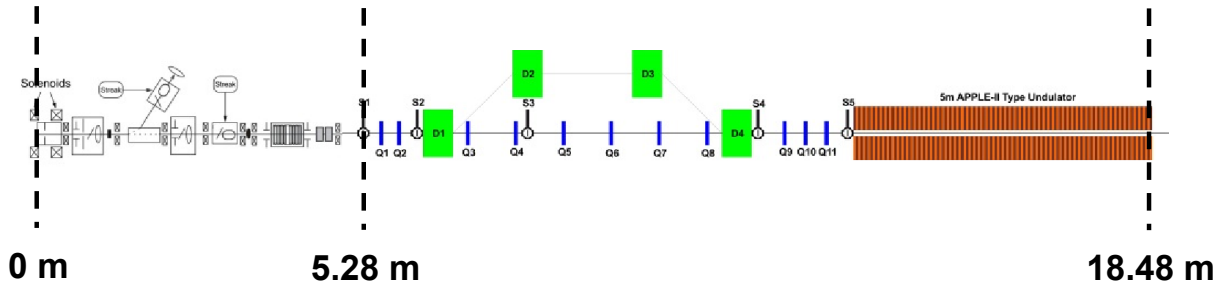 Solenoids
Streak
Streak
S1
S2
D1
D2
S3
D3
D4
S4
S5
5m APPLE-II Type Undulator
Q1 Q2 Q3 Q4 Q5 Q6 Q7 Q8 Q9 Q10 Q11
0 m 5.28 m 18.48 m